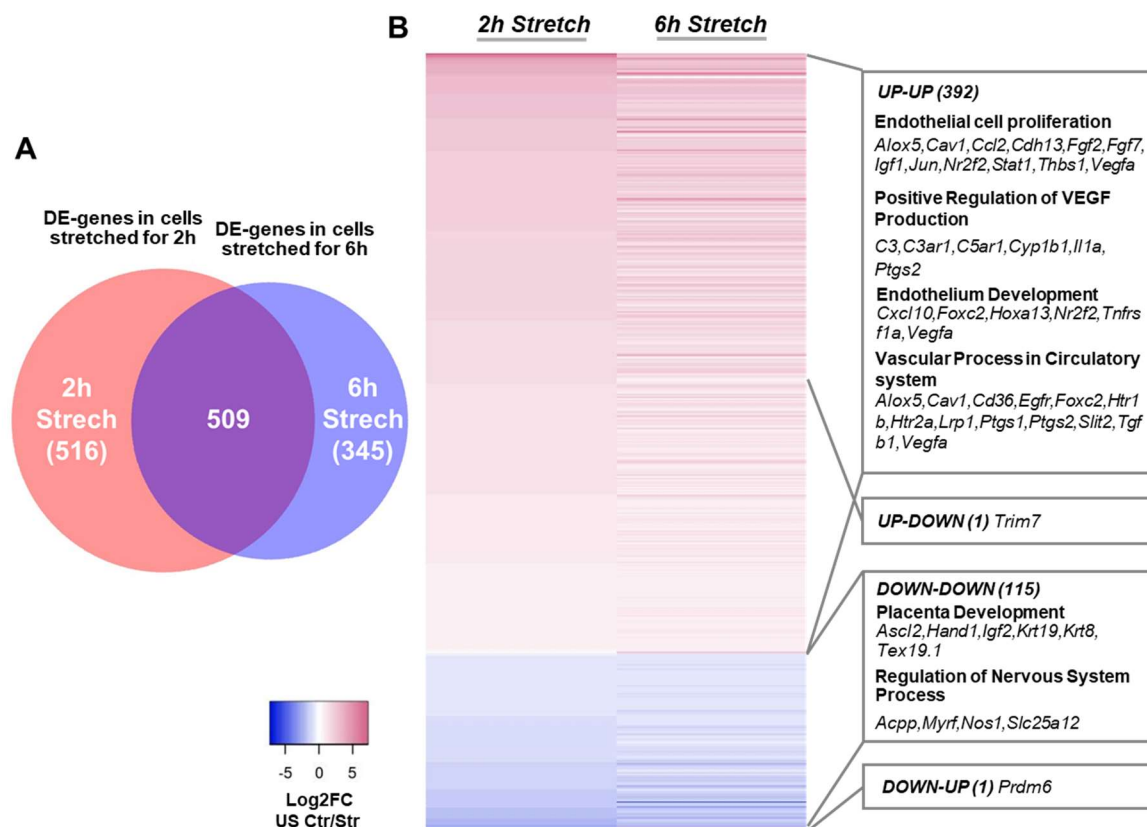 A
DE-genes in cells
stretched for 2h
DE-genes in cells
stretched for 6h
2h
Strech
(516)
509
6h
Strech
(345)
B
2h Stretch
6h Stretch
-5 0 5
Log2FC
US Ctr/Str
UP-UP (392)
Endothelial cell proliferation
Alox5,Cav1,Ccl2,Cdh13,Fgf2,Fgf7,
Igf1,Jun,Nr2f2,Stat1,Thbs1,Vegfa
Positive Regulation of VEGF
Production
C3,C3ar1,C5ar1,Cyp1b1,Il1a,
Ptgs2
Endothelium Development
Cxcl10,Foxc2,Hoxa13,Nr2f2,Tnfrs
f1a,Vegfa
Vascular Process in Circulatory
system
Alox5,Cav1,Cd36,Egfr,Foxc2,Htr1
b,Htr2a,Lrp1,Ptgs1,Ptgs2,Slit2,Tgf
b1,Vegfa
UP-DOWN (1) Trim7
DOWN-DOWN (115)
Placenta Development
Ascl2,Hand1,Igf2,Krt19,Krt8,
Tex19.1
Regulation of Nervous System
Process
Acpp,Myrf,Nos1,Slc25a12
DOWN-UP (1) Prdm6